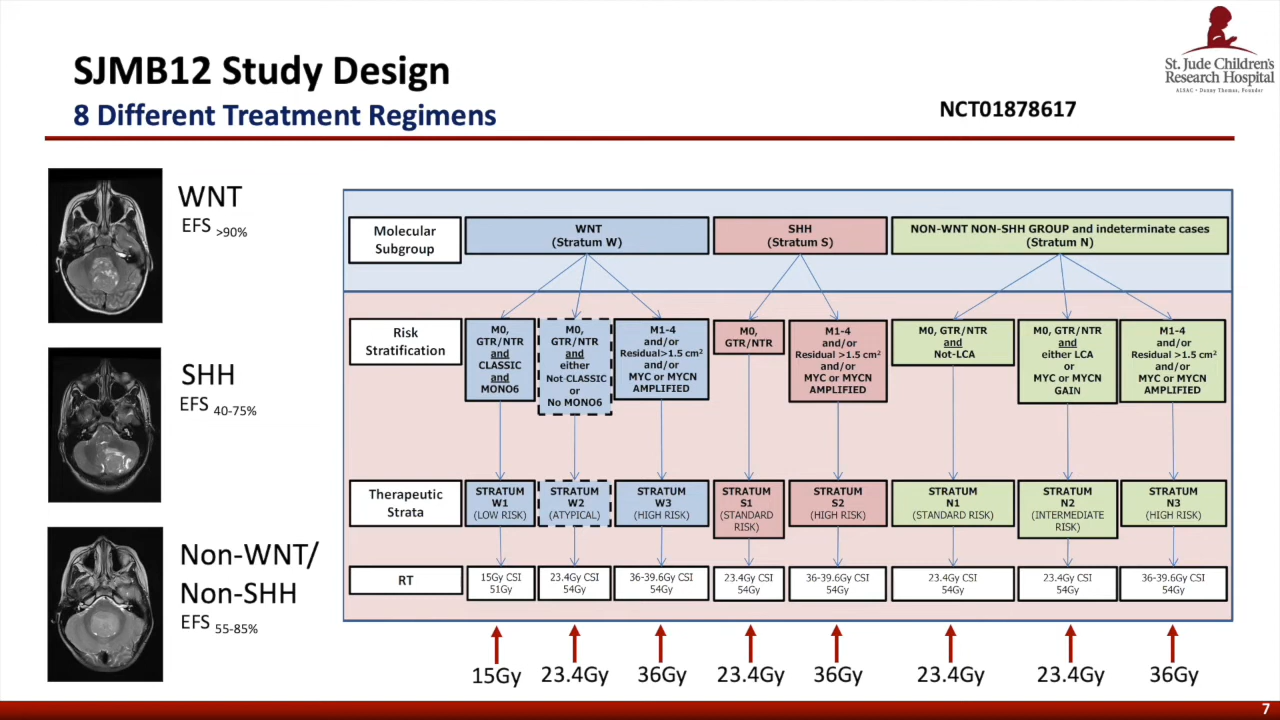 SJMB12 Study Design
8 Different Treatment Regimens
NCT01878617
St. Jude Children's
Research Hospital
ALSAC • Danny Thomas, Founder
WNT
EFS >90%
SHH
EFS 40-75%
Non-WNT/
Non-SHH
EFS 55-85%
Molecular
Subgroup
WNT
(Stratum W)
SHH
(Stratum S)
NON-WNT NON-SHH GROUP and indeterminate cases
(Stratum N)
Risk
Stratification
M0,
GTR/NTR
and
CLASSIC
and
MONO6
M0,
GTR/NTR
and
either
Not CLASSIC
or
No MONO6
M1-4
and/or
Residual>1.5 cm²
and/or
MYC or MYCN
AMPLIFIED
M0,
GTR/NTR
M1-4
and/or
Residual >1.5 cm²
and/or
MYC or MYCN
AMPLIFIED
M0, GTR/NTR
and
Not-LCA
M0, GTR/NTR
and
either LCA
or
MYC or MYCN
GAIN
M1-4
and/or
Residual >1.5 cm²
and/or
MYC or MYCN
AMPLIFIED
Therapeutic
Strata
STRATUM
W1
(LOW RISK)
STRATUM
W2
(ATYPICAL)
STRATUM
W3
(HIGH RISK)
STRATUM
S1
(STANDARD
RISK)
STRATUM
S2
(HIGH RISK)
STRATUM
N1
(STANDARD RISK)
STRATUM
N2
(INTERMEDIATE
RISK)
STRATUM
N3
(HIGH RISK)
RT
15Gy CSI
51Gy
23.4Gy CSI
54Gy
36-39.6Gy CSI
54Gy
23.4Gy CSI
54Gy
36-39.6Gy CSI
54Gy
23.4Gy CSI
54Gy
23.4Gy CSI
54Gy
36-39.6Gy CSI
54Gy
15Gy
23.4Gy
36Gy
23.4Gy
36Gy
23.4Gy
23.4Gy
36Gy
7